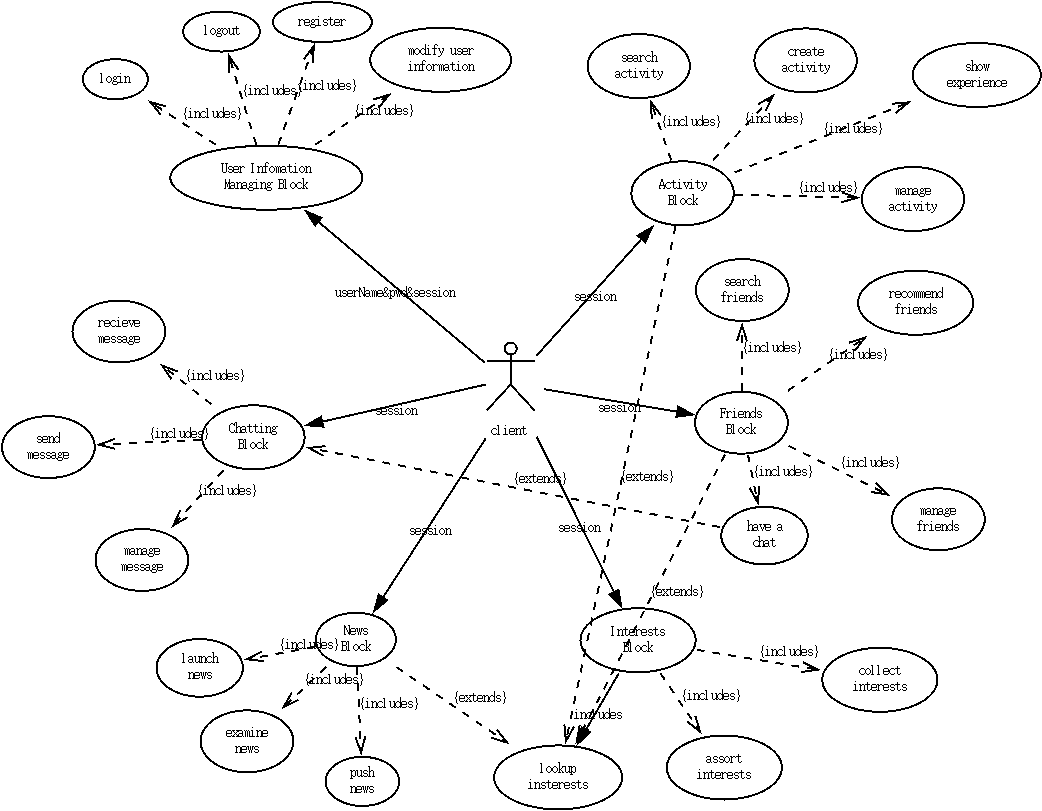 register
logout
modify user
information
login
{includes}
{includes}
{includes}
{includes}
User Infomation
Managing Block
search
activity
create
activity
show
experience
{includes}
{includes}
{includes}
{includes}
Activity
Block
manage
activity
userName&pwd&session
session
search
friends
recommend
friends
recieve
message
{includes}
{includes}
{includes}
session
session
client
Chatting
Block
Friends
Block
send
message
{includes}
{includes}
{extends}
{extends}
{includes}
{includes}
manage
message
have a
chat
manage
friends
session
session
{extends}
News
Block
Interests
Block
{includes}
{includes}
{includes}
{extends}
launch
news
examine
news
push
news
{includes}
collect
interests
{includes}
includes
lookup
insterests
assort
interests